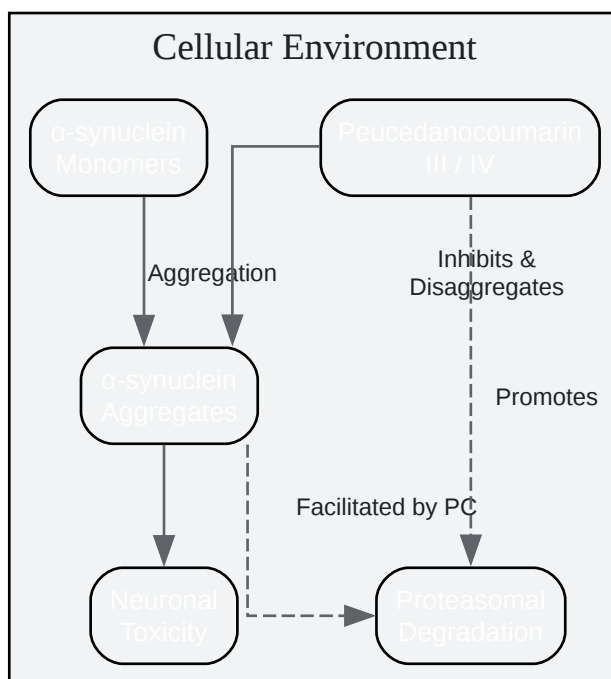 Cellular Environment
α-synuclein
Monomers
Peucedanocoumarin
III / IV
Aggregation
Inhibits &
Disaggregates
α-synuclein
Aggregates
Promotes
Facilitated by PC
Neuronal
Toxicity
Proteasomal
Degradation